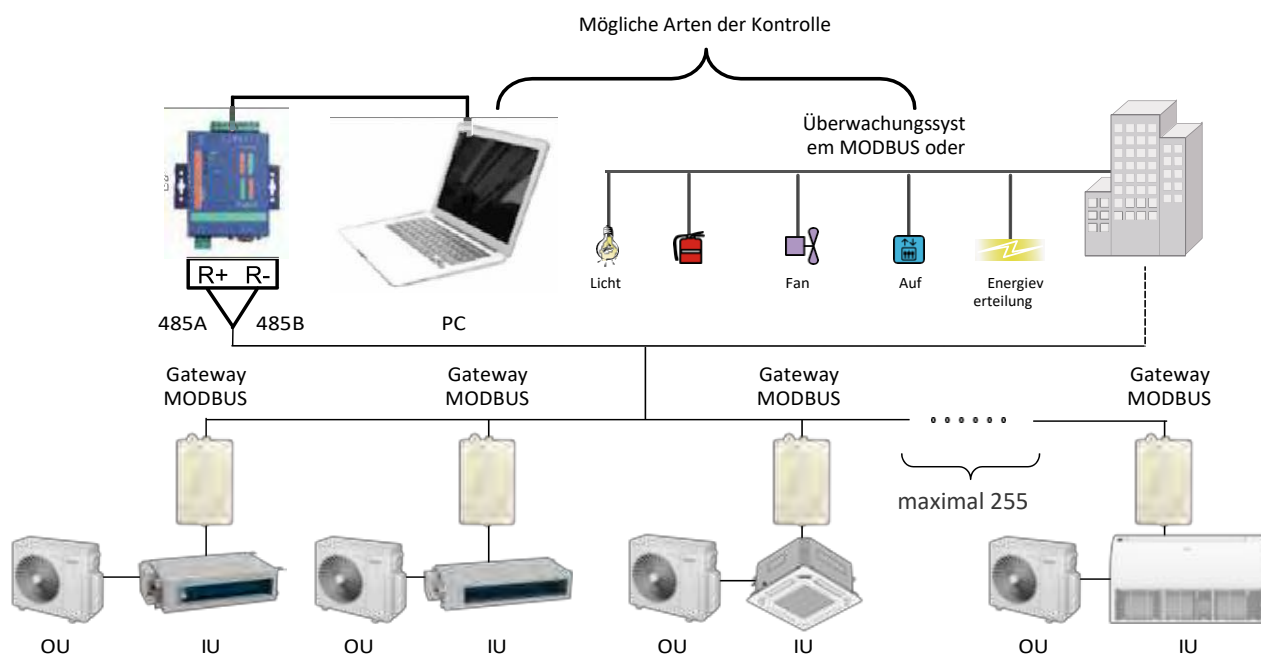 Mögliche Arten der Kontrolle
Überwachungssyst
em MODBUS oder
R+ R-
Licht
Fan
Auf
Energiev
erteilung
485A
485B
PC
Gateway
MODBUS
Gateway
MODBUS
Gateway
MODBUS
Gateway
MODBUS
maximal 255
OU
IU
OU
IU
OU
IU
OU
IU